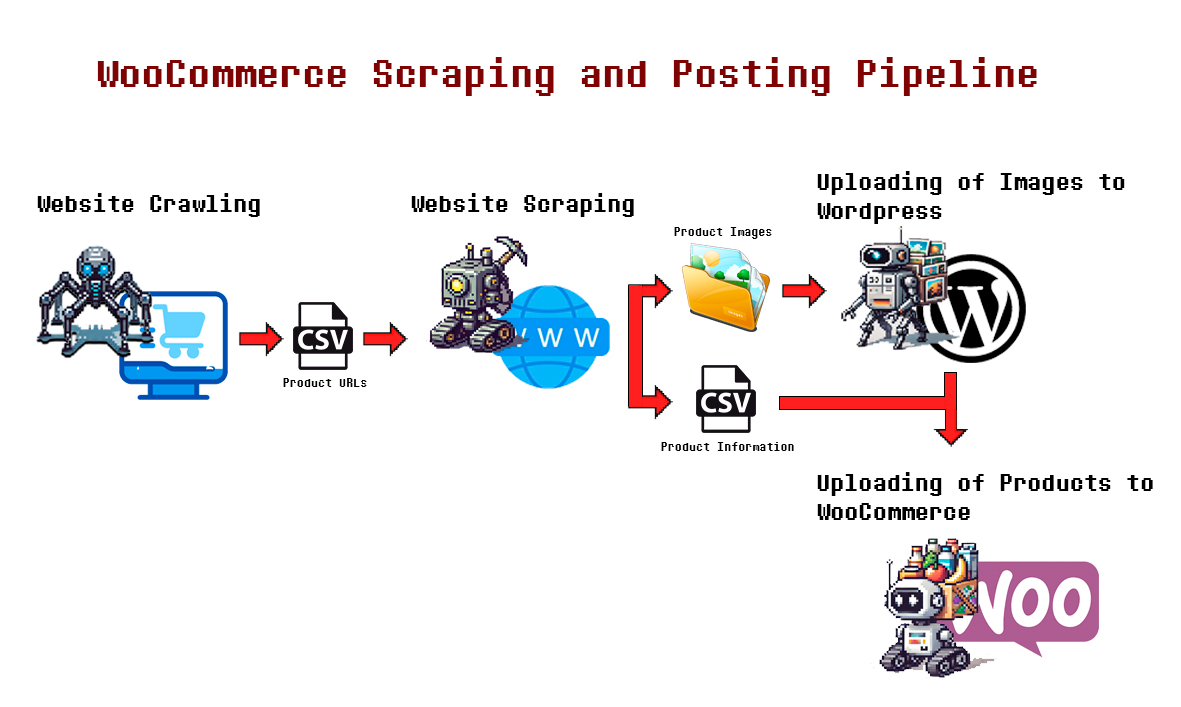 WooCommerce Scraping and Posting Pipeline
Website Crawling
CSV
Product URLs
Website Scraping
WWW
Product Images
CSV
Product Information
Uploading of Images to
Wordpress
W
Uploading of Products to
WooCommerce
WOO